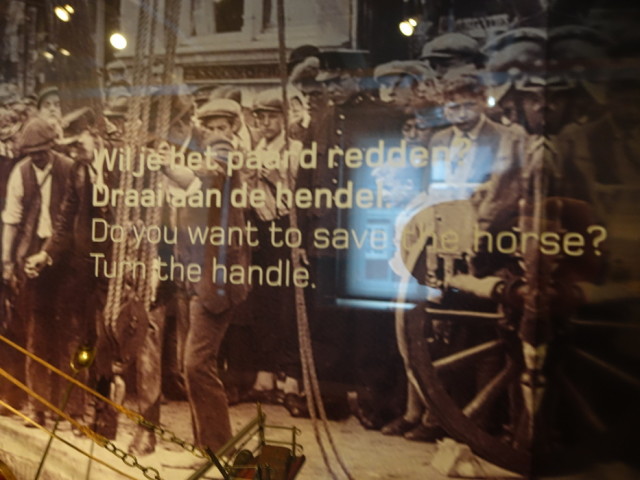 Wil je het paard redden?
Draai aan de hendel.
Do you want to save the horse?
Turn the handle.